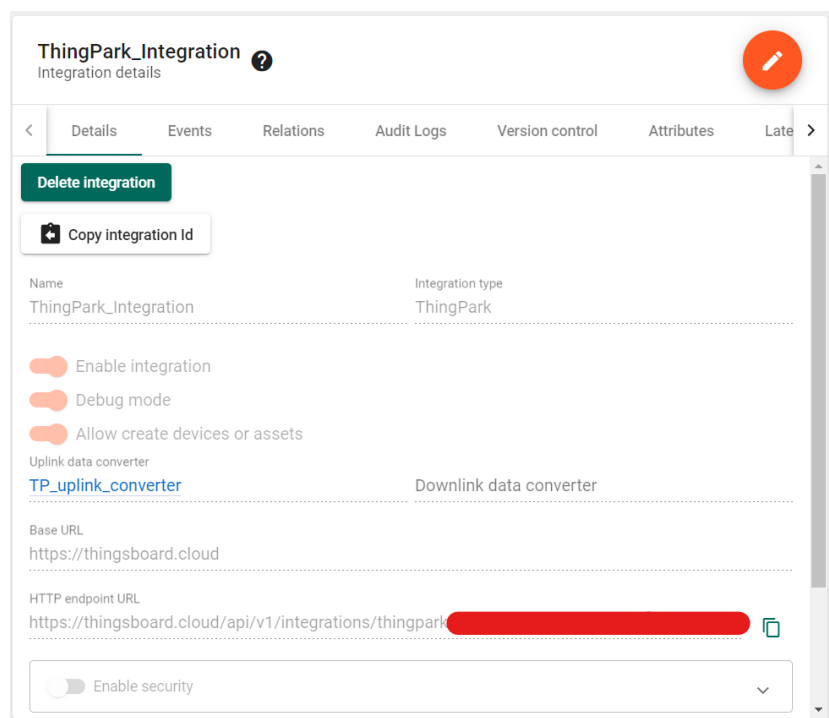 ThingPark_Integration
Integration details
Details Events Relations Audit Logs Version control Attributes Late
Delete integration
Copy integration Id
Name Integration type
ThingPark_Integration ThingPark
Enable integration
Debug mode
Allow create devices or assets
Uplink data converter
TP_uplink_converter Downlink data converter
Base URL
https://thingsboard.cloud
HTTP endpoint URL
https://thingsboard.cloud/api/v1/integrations/thingpark
Enable security